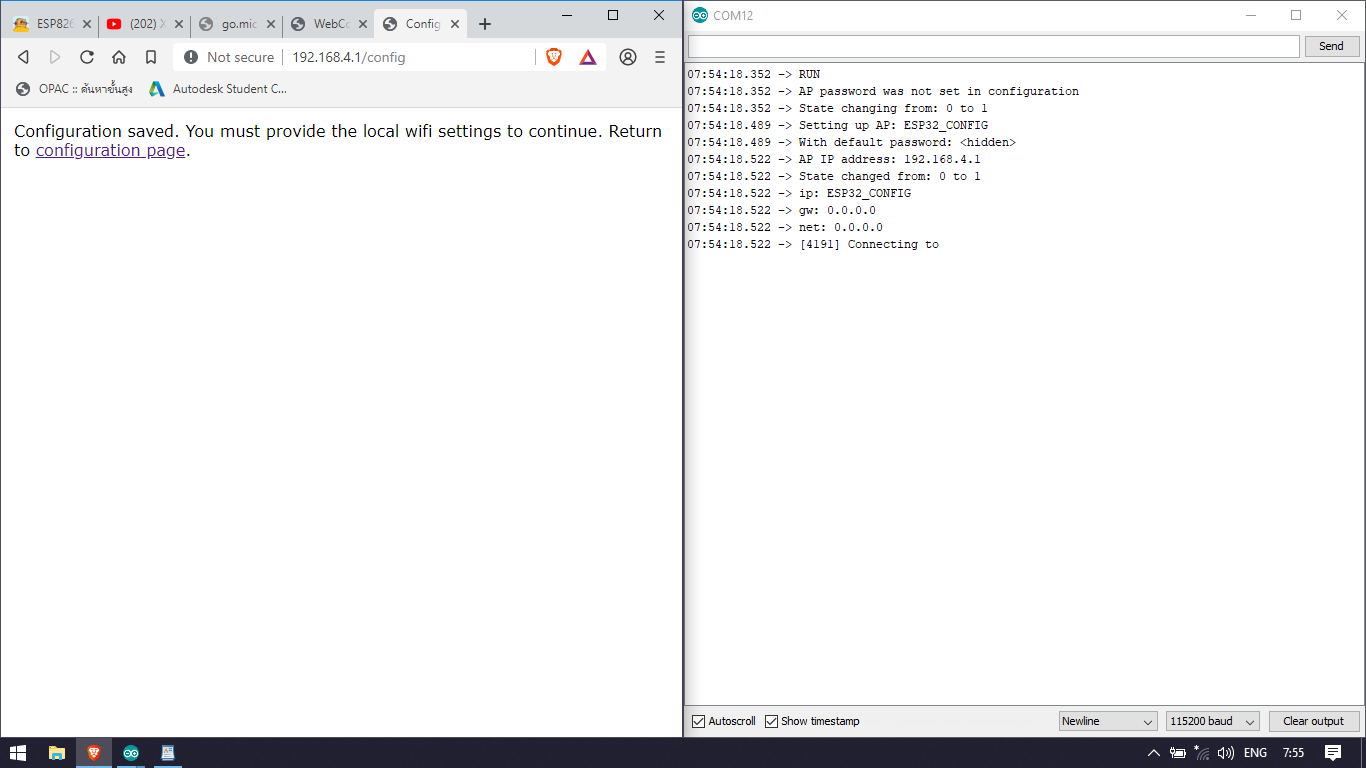 ESP826
(202)
go.mic
WebCo
Config
Not secure
192.168.4.1/config
OPAC :: ค้นหาขั้นสูง
Autodesk Student C...
Configuration saved. You must provide the local wifi settings to continue. Return
to configuration page.
COM12
Send
07:54:18.352 -> RUN
07:54:18.352 -> AP password was not set in configuration
07:54:18.352 -> State changing from: 0 to 1
07:54:18.489 -> Setting up AP: ESP32_CONFIG
07:54:18.489 -> With default password: <hidden>
07:54:18.522 -> AP IP address: 192.168.4.1
07:54:18.522 -> State changed from: 0 to 1
07:54:18.522 -> ip: ESP32_CONFIG
07:54:18.522 -> gw: 0.0.0.0
07:54:18.522 -> net: 0.0.0.0
07:54:18.522 -> [4191] Connecting to
Autoscroll
Show timestamp
Newline
115200 baud
Clear output
ENG
7:55